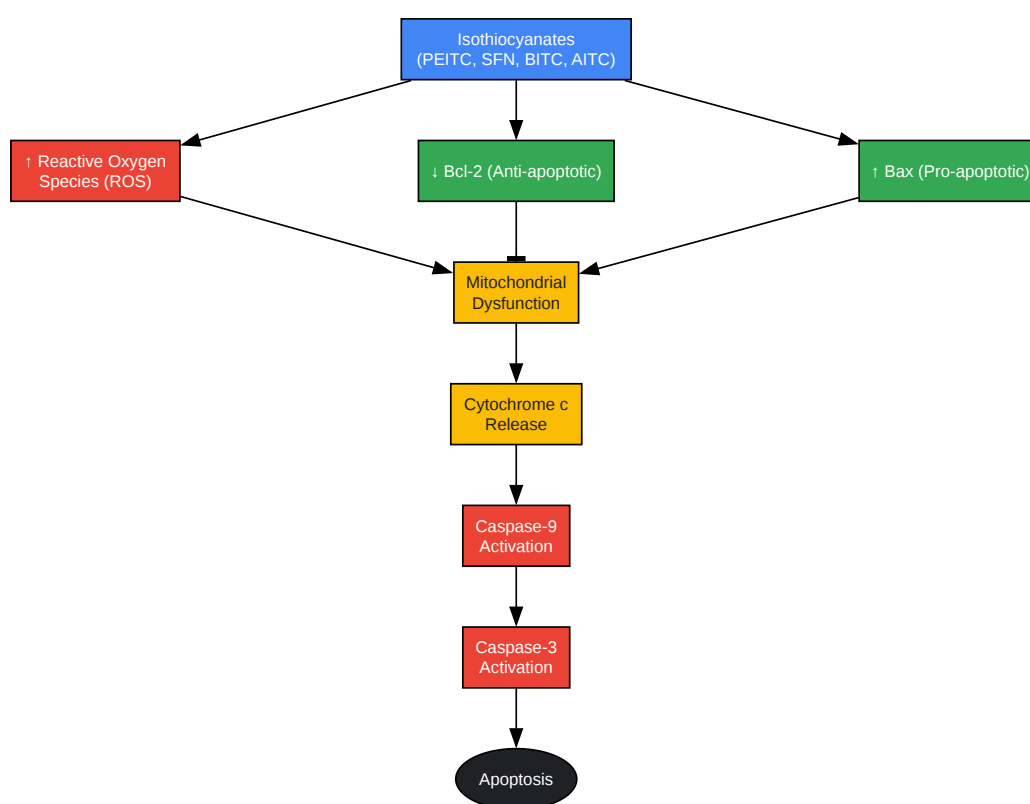 Isothiocyanates
(PEITC, SFN, BITC, AITC)
↑ Reactive Oxygen
Species (ROS)
↓ Bcl-2 (Anti-apoptotic)
↑ Bax (Pro-apoptotic)
Mitochondrial
Dysfunction
Cytochrome c
Release
Caspase-9
Activation
Caspase-3
Activation
Apoptosis